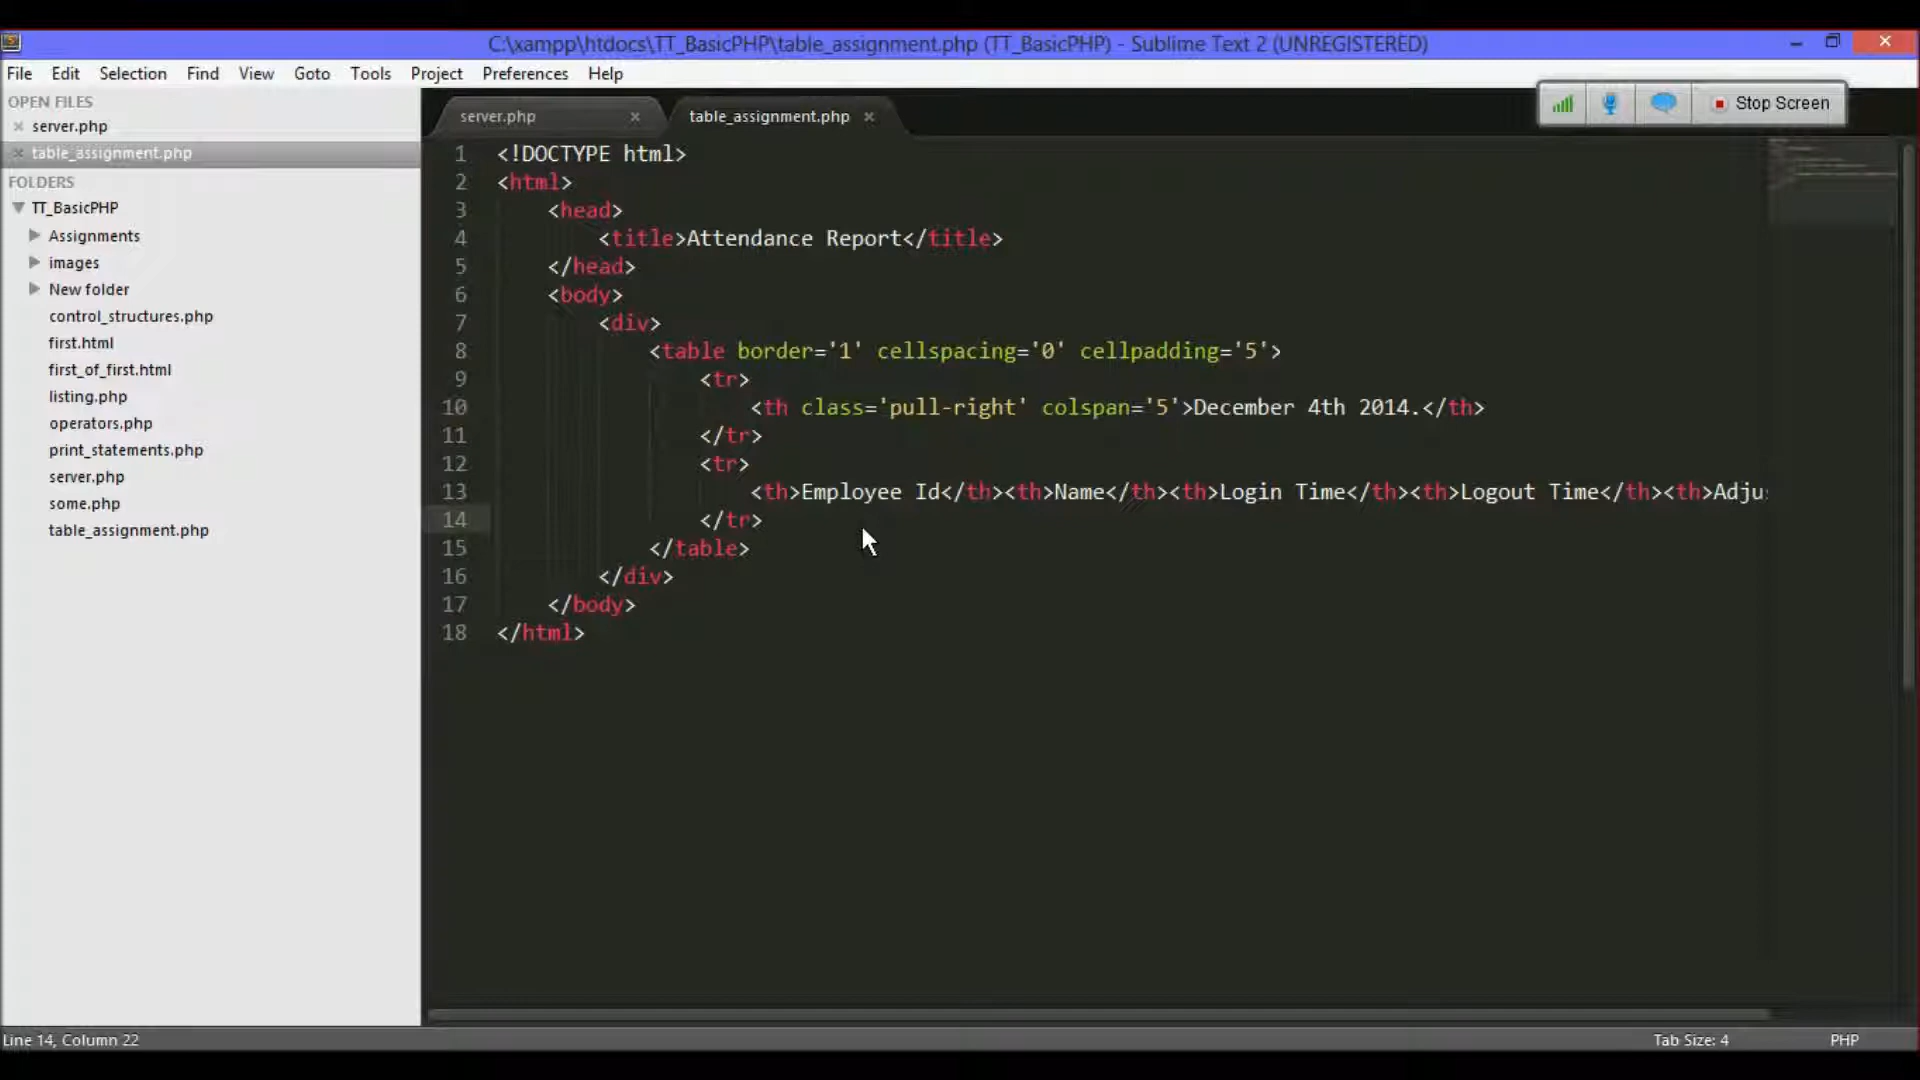 C:\xampp\htdocs\TT_BasicPHP\table_assignment.php (TT_BasicPHP) - Sublime Text 2 (UNREGISTERED)
File Edit Selection Find View Goto Tools Project Preferences Help
Stop Screen
OPEN FILES
server.php
table_assignment.php
FOLDERS
TT_BasicPHP
Assignments
images
New folder
control_structures.php
first.html
first_of_first.html
listing.php
operators.php
print_statements.php
server.php
some.php
table_assignment.php
server.php table_assignment.php
1 <!DOCTYPE html>
2 <html>
3 <head>
4 <title>Attendance Report</title>
5 </head>
6 <body>
7 <div>
8 <table border='1' cellspacing='0' cellpadding='5'>
9 <tr>
10 <th class='pull-right' colspan='5'>December 4th 2014.</th>
11 </tr>
12 <tr>
13 <th>Employee Id</th><th>Name</th><th>Login Time</th><th>Logout Time</th><th>Adju
14 </tr>
15 </table>
16 </div>
17 </body>
18 </html>
Line 14, Column 22
Tab Size: 4
PHP